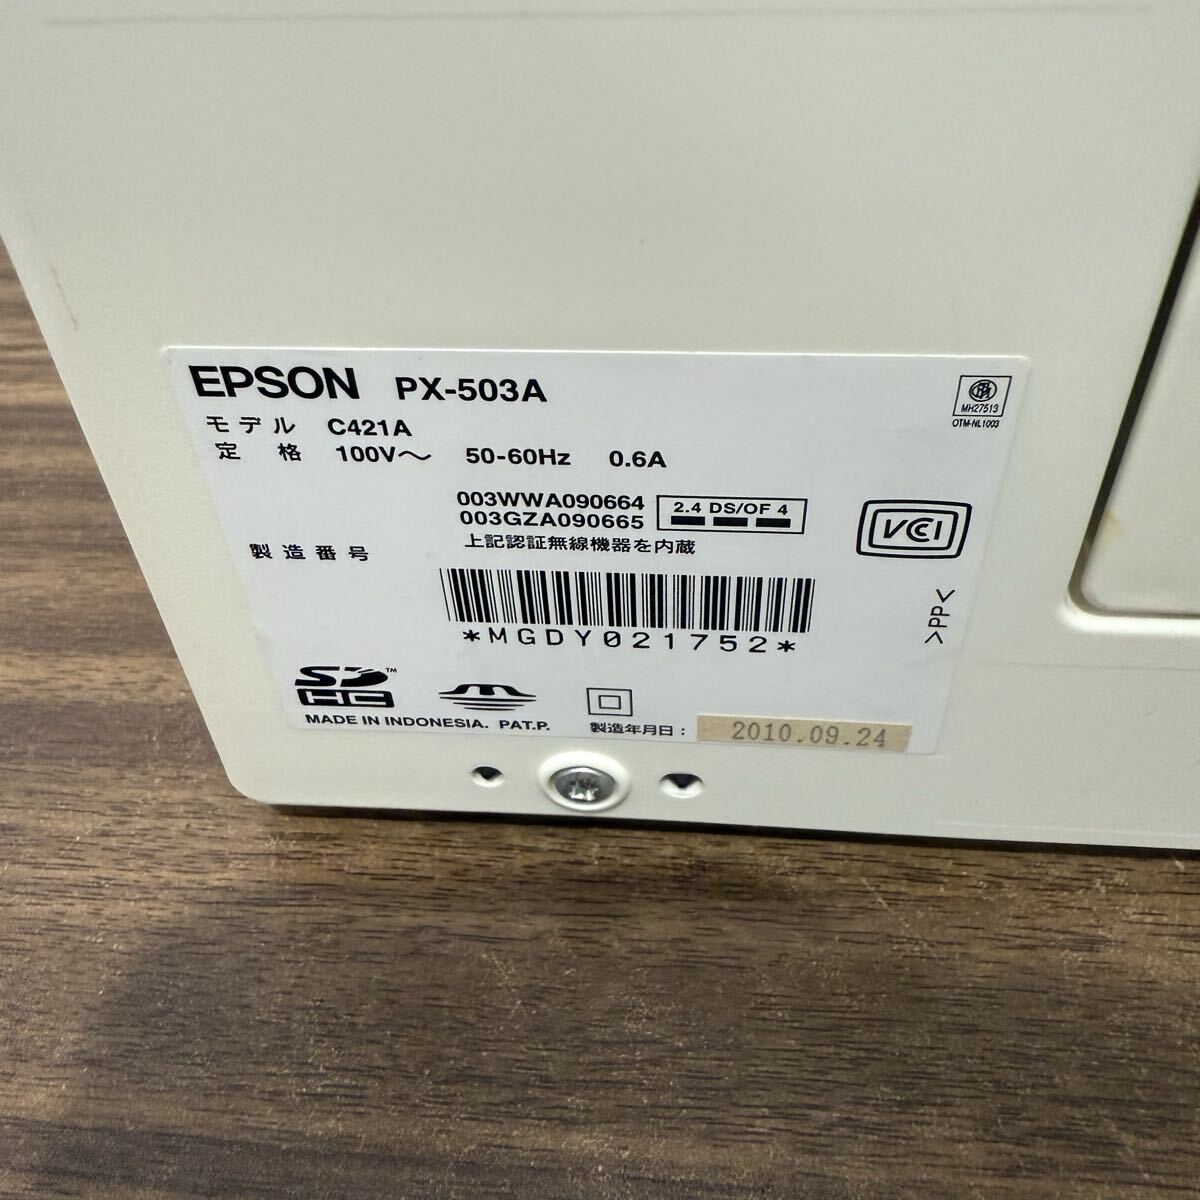 EPSON PX-503A
モデル C421A
定格 100V～ 50-60Hz 0.6A
MH27513
OTM-NL1003
003WWA090664
003GZA090665
2.4 DS/OF 4
上記認証無線機器を内蔵
VCCI
製造番号
*MGDY021752*
>PP<
SD™
HC
MADE IN INDONESIA. PAT.P.
製造年月日： 2010.09.24